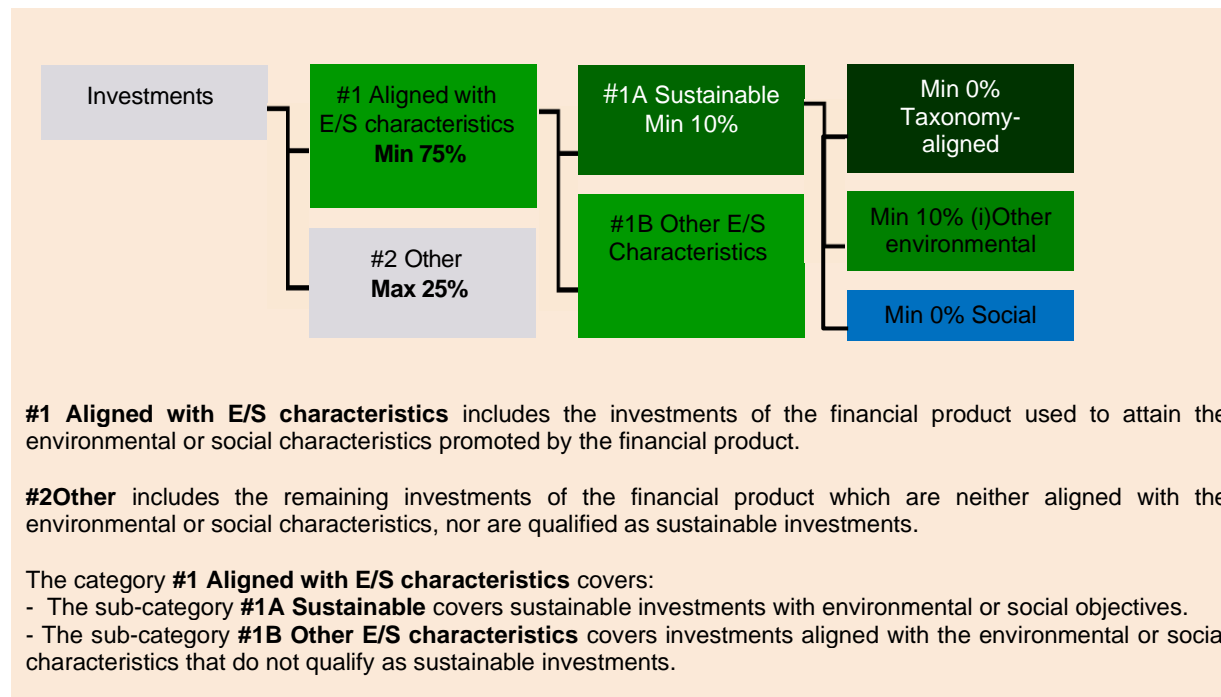 Investments
#1 Aligned with
E/S characteristics
Min 75%
#2 Other
Max 25%
#1A Sustainable
Min 10%
#1B Other E/S
Characteristics
Min 0%
Taxonomy-
aligned
Min 10% (i)Other
environmental
Min 0% Social
#1 Aligned with E/S characteristics includes the investments of the financial product used to attain the
environmental or social characteristics promoted by the financial product.
#2Other includes the remaining investments of the financial product which are neither aligned with the
environmental or social characteristics, nor are qualified as sustainable investments.
The category #1 Aligned with E/S characteristics covers:
- The sub-category #1A Sustainable covers sustainable investments with environmental or social objectives.
- The sub-category #1B Other E/S characteristics covers investments aligned with the environmental or social
characteristics that do not qualify as sustainable investments.